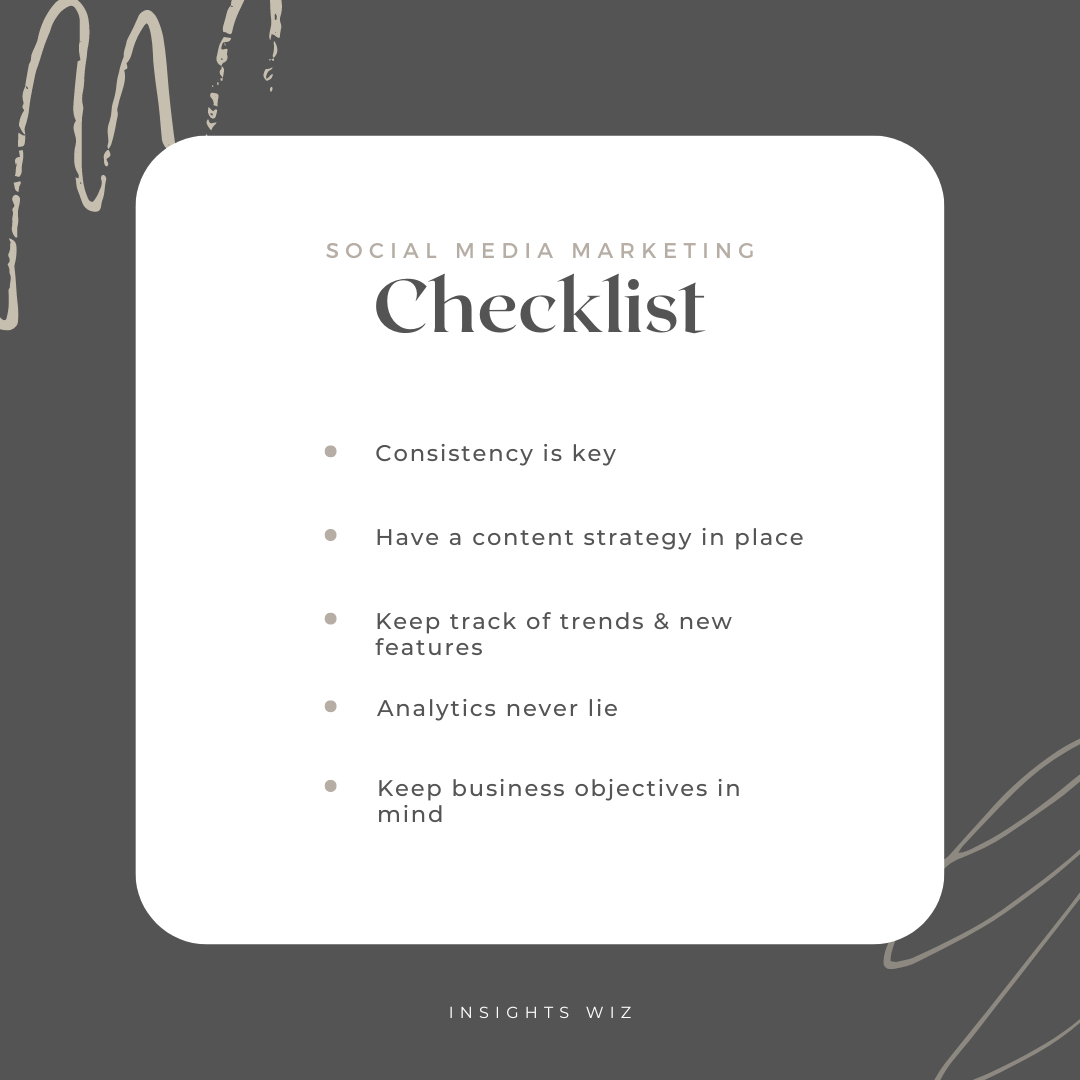 SOCIAL MEDIA MARKETING
Checklist
Consistency is key
Have a content strategy in place
Keep track of trends & new
features
Analytics never lie
Keep business objectives in
mind
INSIGHTS WIZ